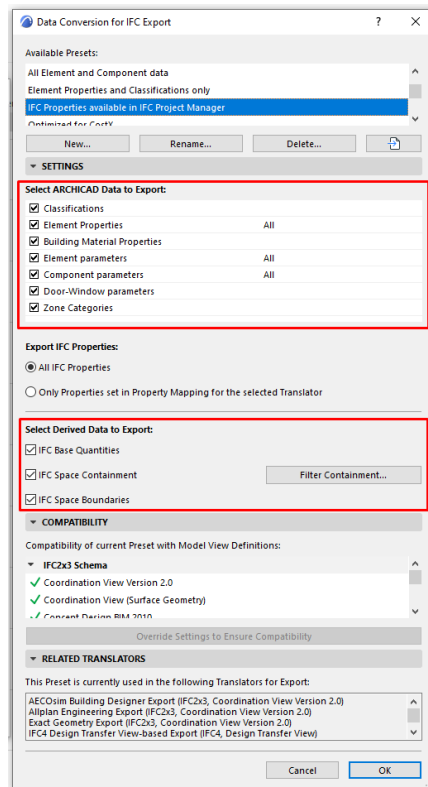 Data Conversion for IFC Export
?
Available Presets:
All Element and Component data
Element Properties and Classifications only
IFC Properties available in IFC Project Manager
Optimized for CostX
New...
Rename...
Delete...
SETTINGS
Select ARCHICAD Data to Export:
Classifications
Element Properties All
Building Material Properties
Element parameters All
Component parameters All
Door-Window parameters
Zone Categories
Export IFC Properties:
All IFC Properties
Only Properties set in Property Mapping for the selected Translator
Select Derived Data to Export:
IFC Base Quantities
IFC Space Containment Filter Containment...
IFC Space Boundaries
COMPATIBILITY
Compatibility of current Preset with Model View Definitions:
IFC2x3 Schema
Coordination View Version 2.0
Coordination View (Surface Geometry)
Concept Design BIM 2010
Override Settings to Ensure Compatibility
RELATED TRANSLATORS
This Preset is currently used in the following Translators for Export:
AECOsim Building Designer Export (IFC2x3, Coordination View Version 2.0)
Allplan Engineering Export (IFC2x3, Coordination View Version 2.0)
Exact Geometry Export (IFC2x3, Coordination View Version 2.0)
IFC4 Design Transfer View-based Export (IFC4, Design Transfer View)
Cancel
OK